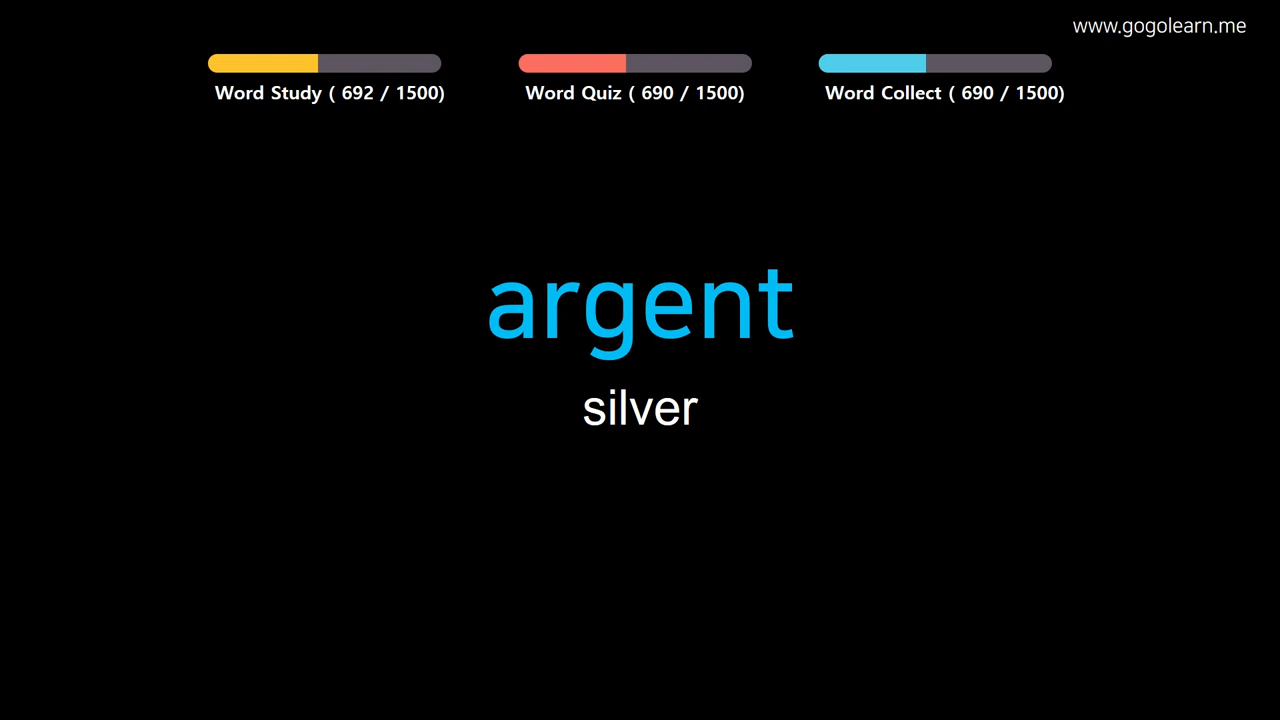 www.gogolearn.me
Word Study ( 692 / 1500)
Word Quiz ( 690 / 1500)
Word Collect ( 690 / 1500)
argent
silver